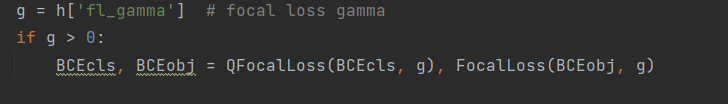 g = h['fl_gamma']  # focal loss gamma
if g > 0:
    BCEcls, BCEobj = QFocalLoss(BCEcls, g), FocalLoss(BCEobj, g)